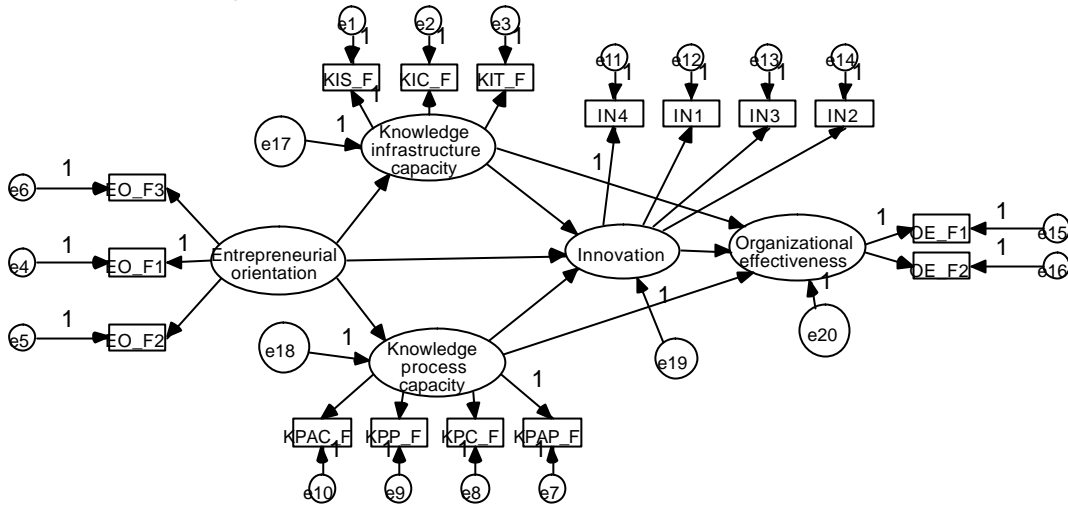 e1 e2 e3
1 1 1
KIS_F KIC_F KIT_F
1
e11 e12 e13 e14
1 1 1 1
IN4 IN1 IN3 IN2
e17
1
Knowledge
infrastructure
capacity
1
e6
1
EO_F3
e4
1
EO_F1
1
e5
1
EO_F2
Entrepreneurial
orientation
Innovation
Organizational
effectiveness
1
OE_F1
1
e15
OE_F2
1
e16
1
e20
1
e19
e18
1
Knowledge
process
capacity
1
KPAC_F KPP_F KPC_F KPAP_F
1 1 1 1
e10 e9 e8 e7